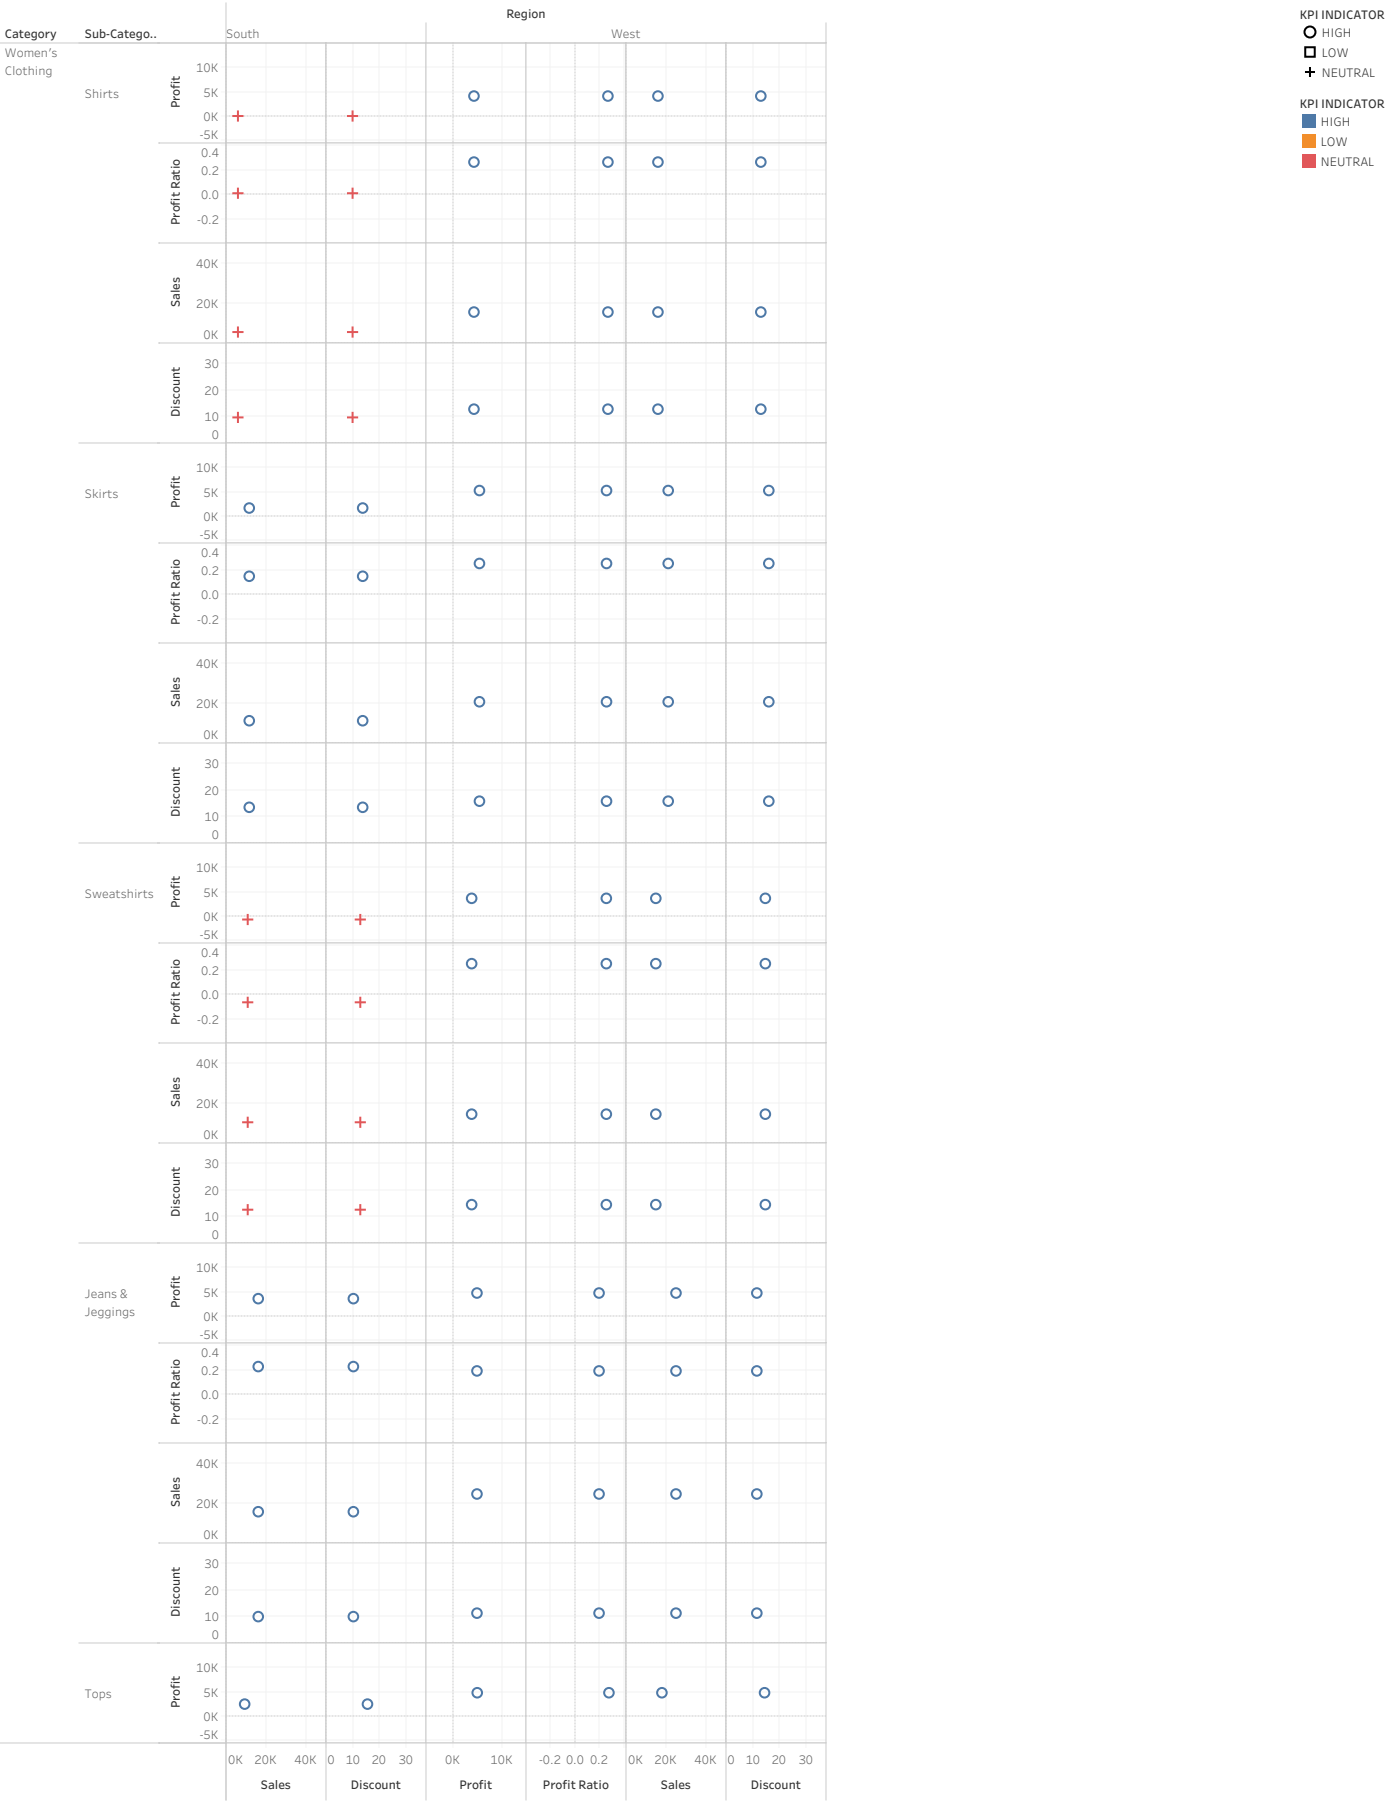 Region
Category Sub-Catego.. South West
Women's
Clothing
Shirts
Profit
10K
5K
0K
-5K
Profit Ratio
0.4
0.2
0.0
-0.2
Sales
40K
20K
0K
Discount
30
20
10
0
Skirts
Profit
10K
5K
0K
-5K
Profit Ratio
0.4
0.2
0.0
-0.2
Sales
40K
20K
0K
Discount
30
20
10
0
Sweatshirts
Profit
10K
5K
0K
-5K
Profit Ratio
0.4
0.2
0.0
-0.2
Sales
40K
20K
0K
Discount
30
20
10
0
Jeans &
Jeggings
Profit
10K
5K
0K
-5K
Profit Ratio
0.4
0.2
0.0
-0.2
Sales
40K
20K
0K
Discount
30
20
10
0
Tops
Profit
10K
5K
0K
-5K
0K 20K 40K 0 10 20 30 0K 10K -0.2 0.0 0.2 0K 20K 40K 0 10 20 30
Sales Discount Profit Profit Ratio Sales Discount
KPI INDICATOR
HIGH
LOW
NEUTRAL
KPI INDICATOR
HIGH
LOW
NEUTRAL